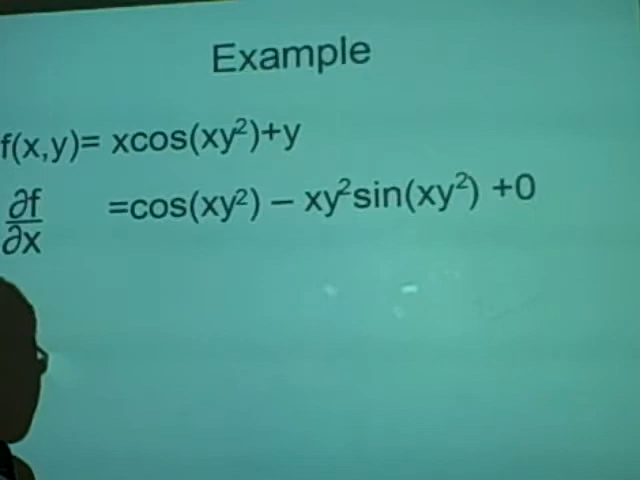 Example
f(x,y)= xcos(xy²)+y
∂f/∂x =cos(xy²) – xy²sin(xy²) +0